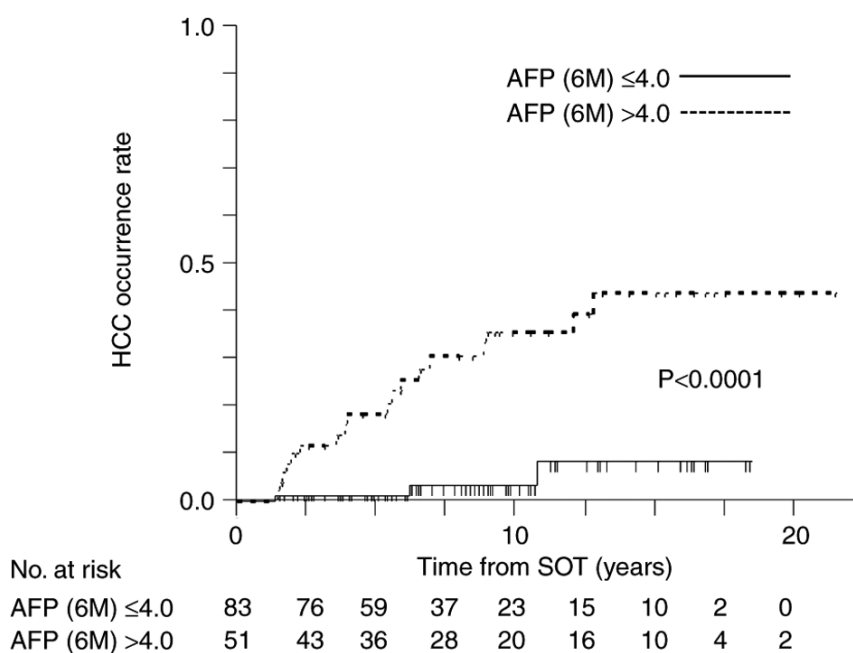 1.0
AFP (6M) ≤4.0
AFP (6M) >4.0
HCC occurrence rate
0.5
P<0.0001
0.0
0 10 20
Time from SOT (years)
No. at risk
AFP (6M) ≤4.0 83 76 59 37 23 15 10 2 0
AFP (6M) >4.0 51 43 36 28 20 16 10 4 2